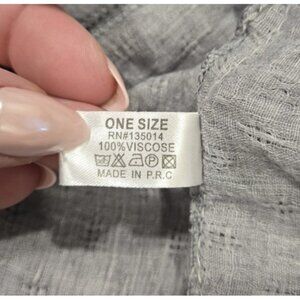 ONE SIZE
RN#135014
100%VISCOSE
MADE IN P.R.C